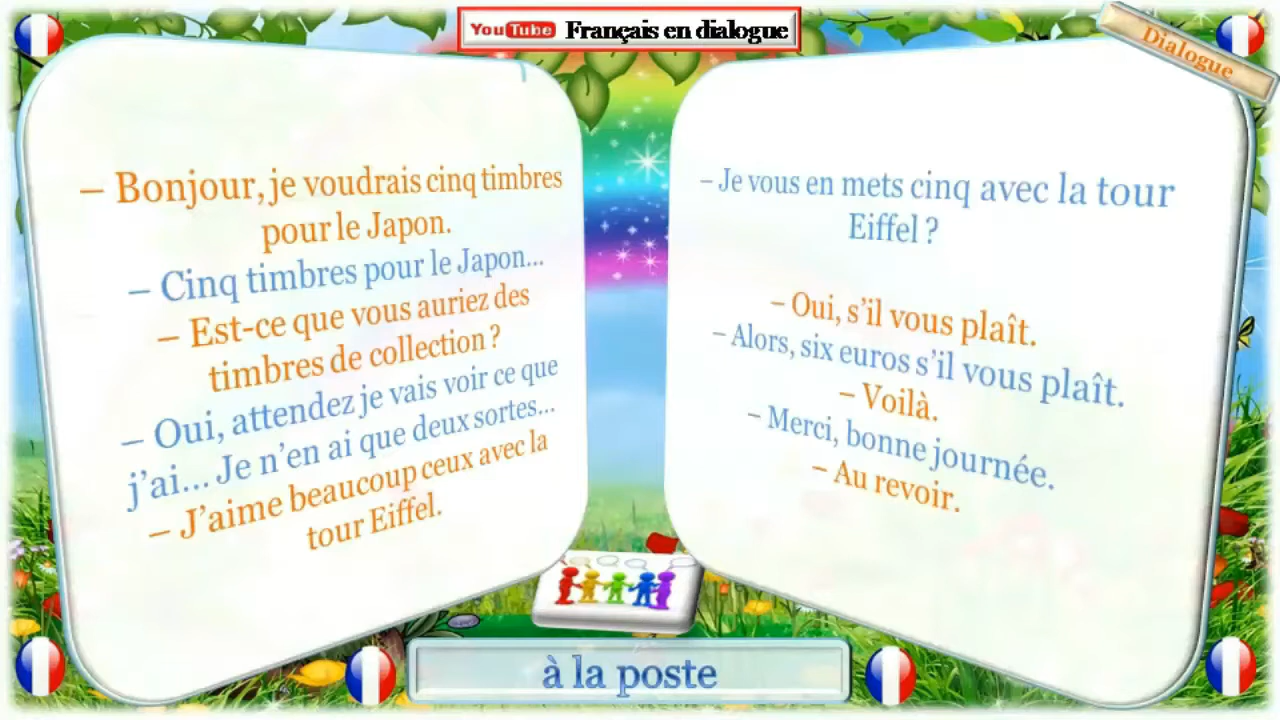 YouTube Français en dialogue
Dialogue
– Bonjour, je voudrais cinq timbres
pour le Japon.
– Cinq timbres pour le Japon...
– Est-ce que vous auriez des
timbres de collection ?
– Oui, attendez je vais voir ce que
j'ai... Je n'en ai que deux sortes...
– J'aime beaucoup ceux avec la
tour Eiffel.
– Je vous en mets cinq avec la tour
Eiffel ?
– Oui, s'il vous plaît.
– Alors, six euros s'il vous plaît.
– Voilà.
– Merci, bonne journée.
– Au revoir.
à la poste